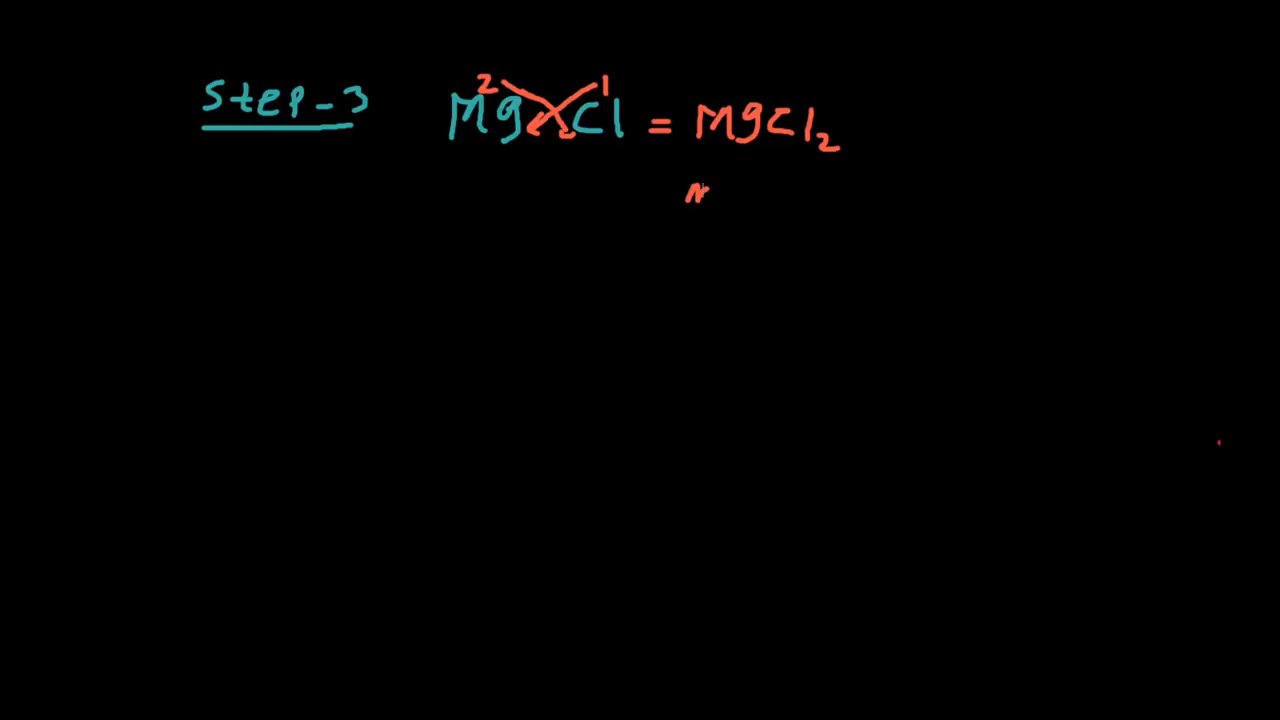 Step-3 Mg²Cl¹ = MgCl₂